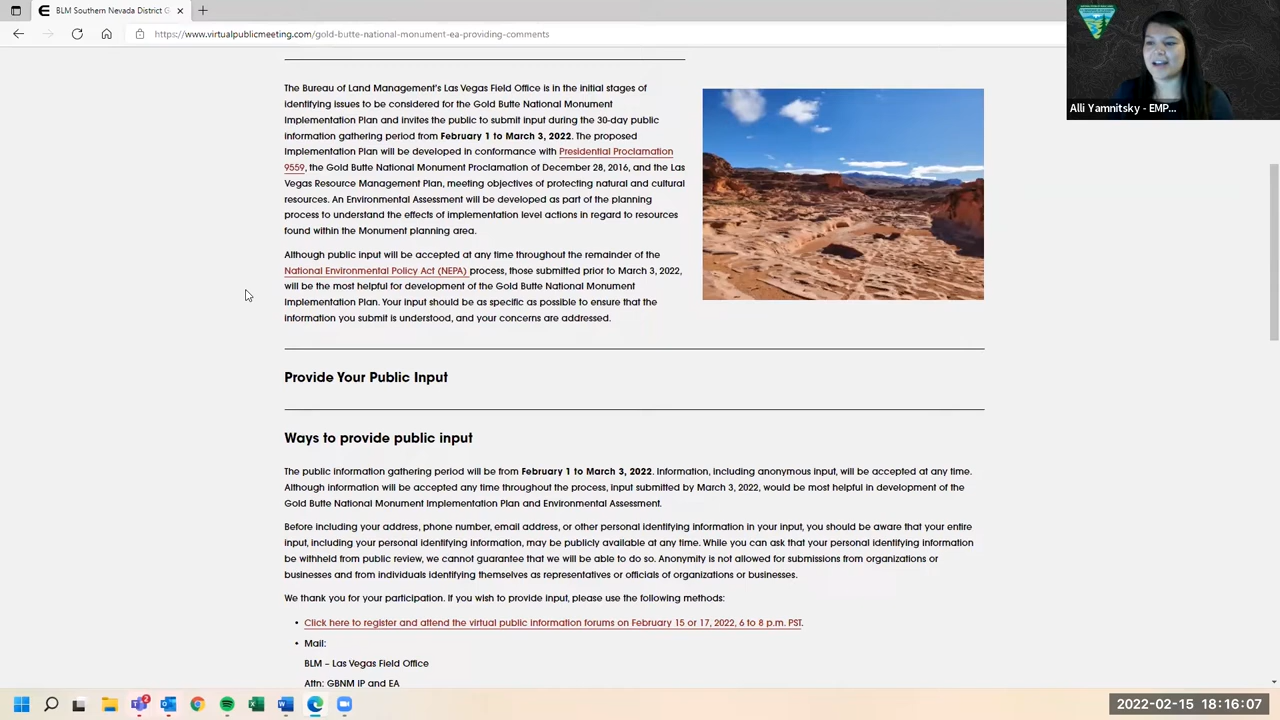 BLM Southern Nevada District G
https://www.virtualpublicmeeting.com/gold-butte-national-monument-ea-providing-comments
Alli Yamnitsky - EMP...
The Bureau of Land Management's Las Vegas Field Office is in the initial stages of
identifying issues to be considered for the Gold Butte National Monument
Implementation Plan and invites the public to submit input during the 30-day public
information gathering period from February 1 to March 3, 2022. The proposed
Implementation Plan will be developed in conformance with Presidential Proclamation
9559, the Gold Butte National Monument Proclamation of December 28, 2016, and the Las
Vegas Resource Management Plan, meeting objectives of protecting natural and cultural
resources. An Environmental Assessment will be developed as part of the planning
process to understand the effects of implementation level actions in regard to resources
found within the Monument planning area.
Although public input will be accepted at any time throughout the remainder of the
National Environmental Policy Act (NEPA) process, those submitted prior to March 3, 2022,
will be the most helpful for development of the Gold Butte National Monument
Implementation Plan. Your input should be as specific as possible to ensure that the
information you submit is understood, and your concerns are addressed.
Provide Your Public Input
Ways to provide public input
The public information gathering period will be from February 1 to March 3, 2022. Information, including anonymous input, will be accepted at any time.
Although information will be accepted any time throughout the process, input submitted by March 3, 2022, would be most helpful in development of the
Gold Butte National Monument Implementation Plan and Environmental Assessment.
Before including your address, phone number, email address, or other personal identifying information in your input, you should be aware that your entire
input, including your personal identifying information, may be publicly available at any time. While you can ask that your personal identifying information
be withheld from public review, we cannot guarantee that we will be able to do so. Anonymity is not allowed for submissions from organizations or
businesses and from individuals identifying themselves as representatives or officials of organizations or businesses.
We thank you for your participation. If you wish to provide input, please use the following methods:
• Click here to register and attend the virtual public information forums on February 15 or 17, 2022, 6 to 8 p.m. PST.
• Mail:
BLM – Las Vegas Field Office
Attn: GBNM IP and EA
2
2022-02-15 18:16:07